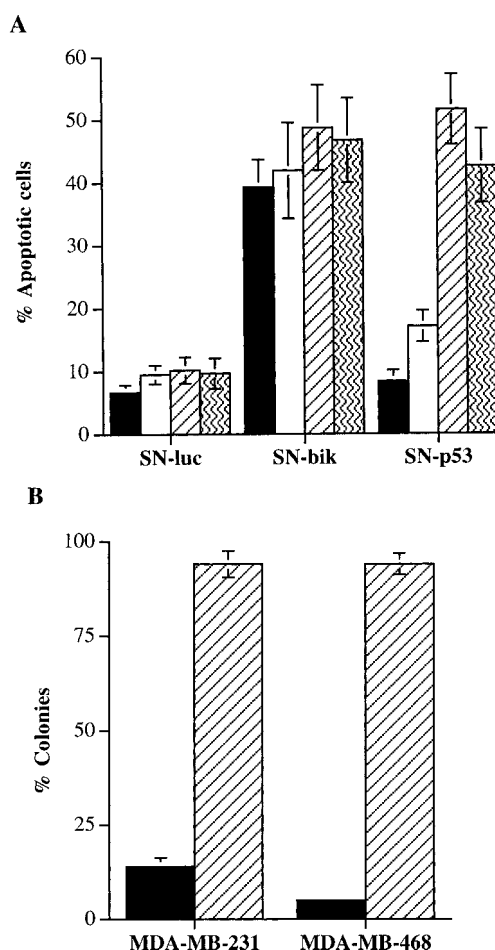 A
60
50
40
30
20
10
0
% Apoptotic cells
SN-luc SN-bik SN-p53
B
100
75
50
25
0
% Colonies
MDA-MB-231 MDA-MB-468